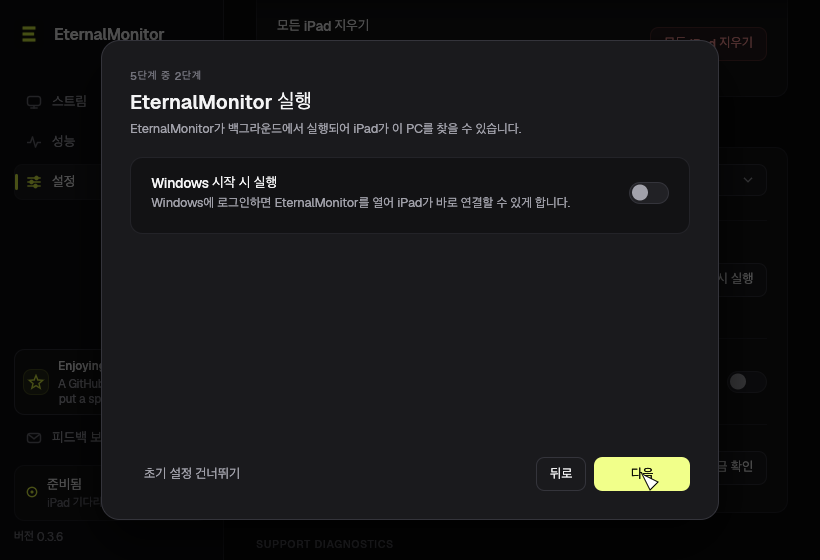 EternalMonitor
모든 iPad 지우기
모든 지우기
스트림
성능
설정
5단계 중 2단계
EternalMonitor 실행
EternalMonitor가 백그라운드에서 실행되어 iPad가 이 PC를 찾을 수 있습니다.
Windows 시작 시 실행
Windows에 로그인하면 EternalMonitor를 열어 iPad가 바로 연결할 수 있게 합니다.
시 실행
Enjoying
A GitHub
put a sp
피드백 보
확인
초기 설정 건너뛰기
뒤로
다음
준비됨
iPad 기다리
버전 0.3.6
SUPPORT DIAGNOSTICS